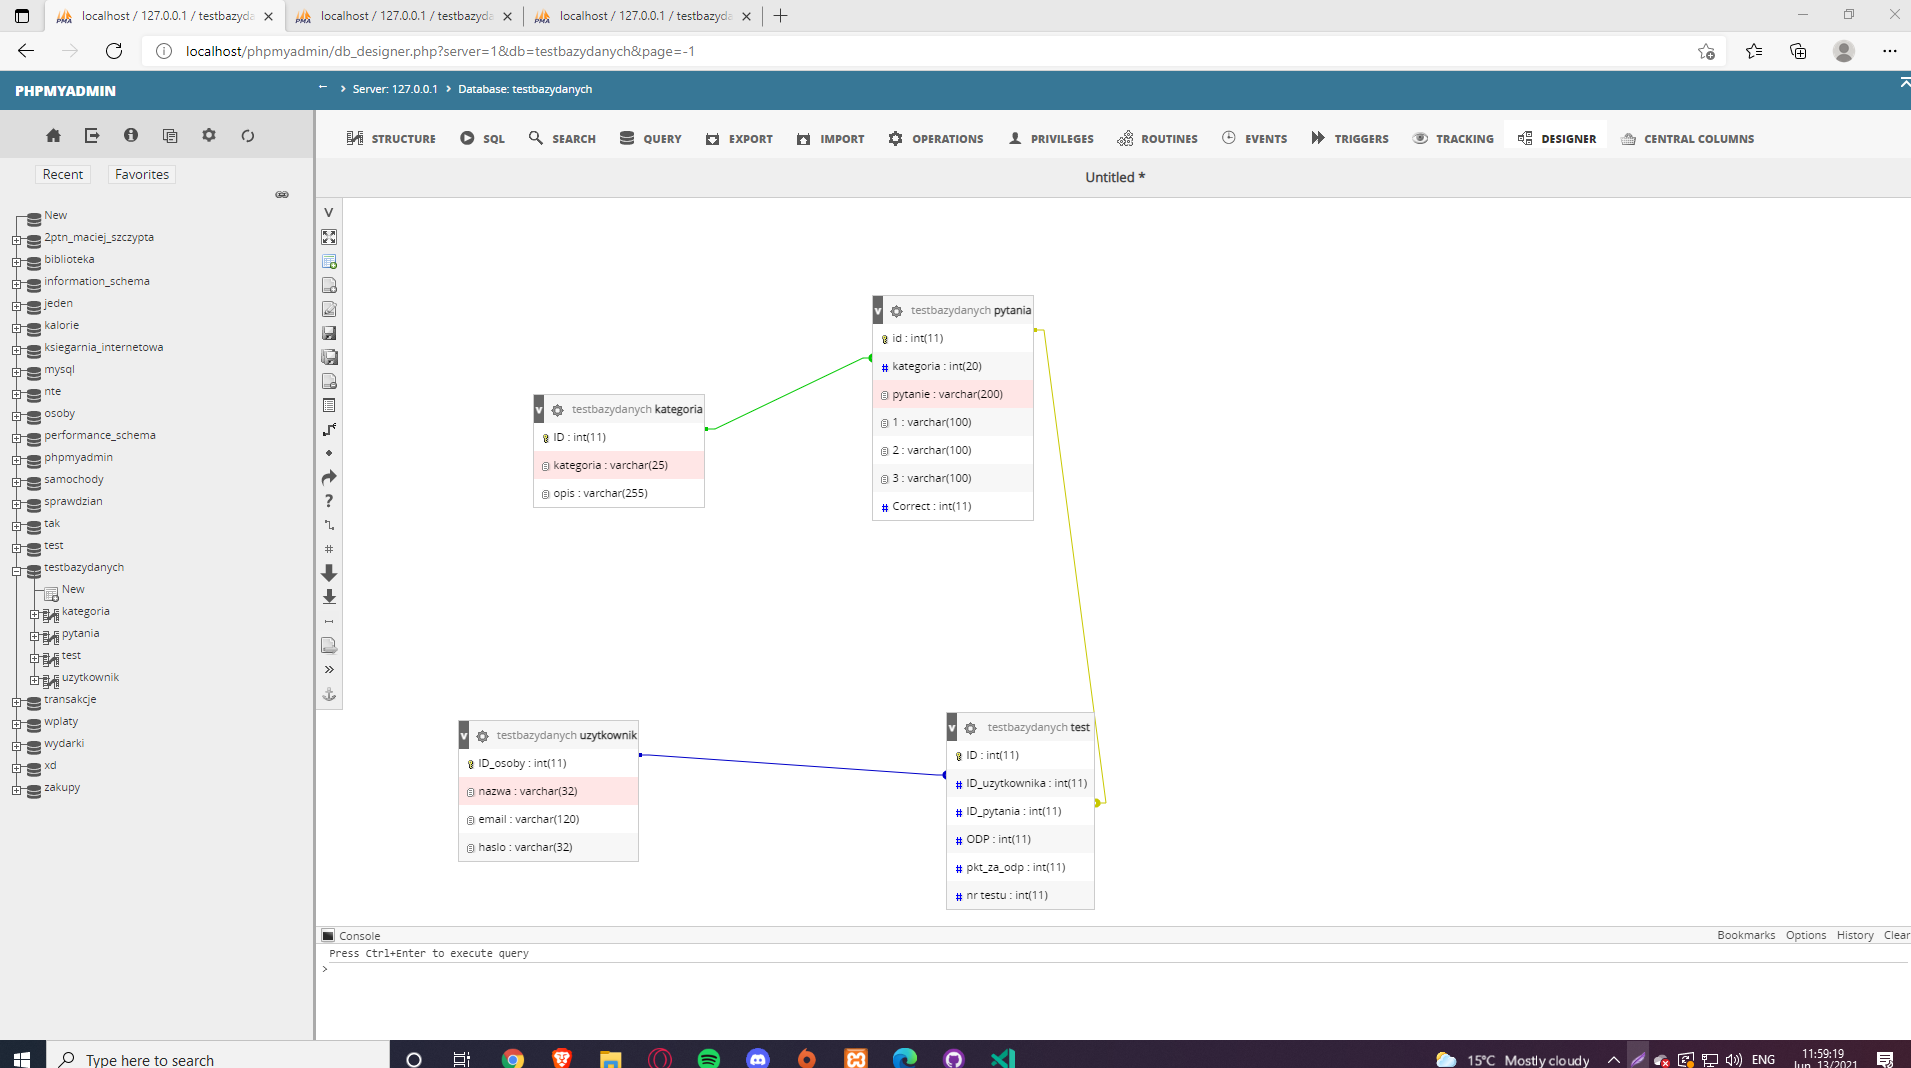 localhost / 127.0.0.1 / testbazyda
localhost / 127.0.0.1 / testbazyda
localhost / 127.0.0.1 / testbazyda
localhost/phpmyadmin/db_designer.php?server=1&db=testbazydanych&page=-1
PHPMYADMIN
Server: 127.0.0.1
Database: testbazydanych
STRUCTURE
SQL
SEARCH
QUERY
EXPORT
IMPORT
OPERATIONS
PRIVILEGES
ROUTINES
EVENTS
TRIGGERS
TRACKING
DESIGNER
CENTRAL COLUMNS
Untitled *
Recent
Favorites
New
2ptn_maciej_szczypta
biblioteka
information_schema
jeden
kalorie
ksiegarnia_internetowa
mysql
nte
osoby
performance_schema
phpmyadmin
samochody
sprawdzian
tak
test
testbazydanych
New
kategoria
pytania
test
uzytkownik
transakcje
wplaty
wydarki
xd
zakupy
testbazydanych pytania
id : int(11)
kategoria : int(20)
pytanie : varchar(200)
1 : varchar(100)
2 : varchar(100)
3 : varchar(100)
Correct : int(11)
testbazydanych kategoria
ID : int(11)
kategoria : varchar(25)
opis : varchar(255)
testbazydanych uzytkownik
ID_osoby : int(11)
nazwa : varchar(32)
email : varchar(120)
haslo : varchar(32)
testbazydanych test
ID : int(11)
ID_uzytkownika : int(11)
ID_pytania : int(11)
ODP : int(11)
pkt_za_odp : int(11)
nr testu : int(11)
Console
Bookmarks
Options
History
Clear
Press Ctrl+Enter to execute query
>
Type here to search
15°C Mostly cloudy
ENG
11:59:19
Jun, 13/2021